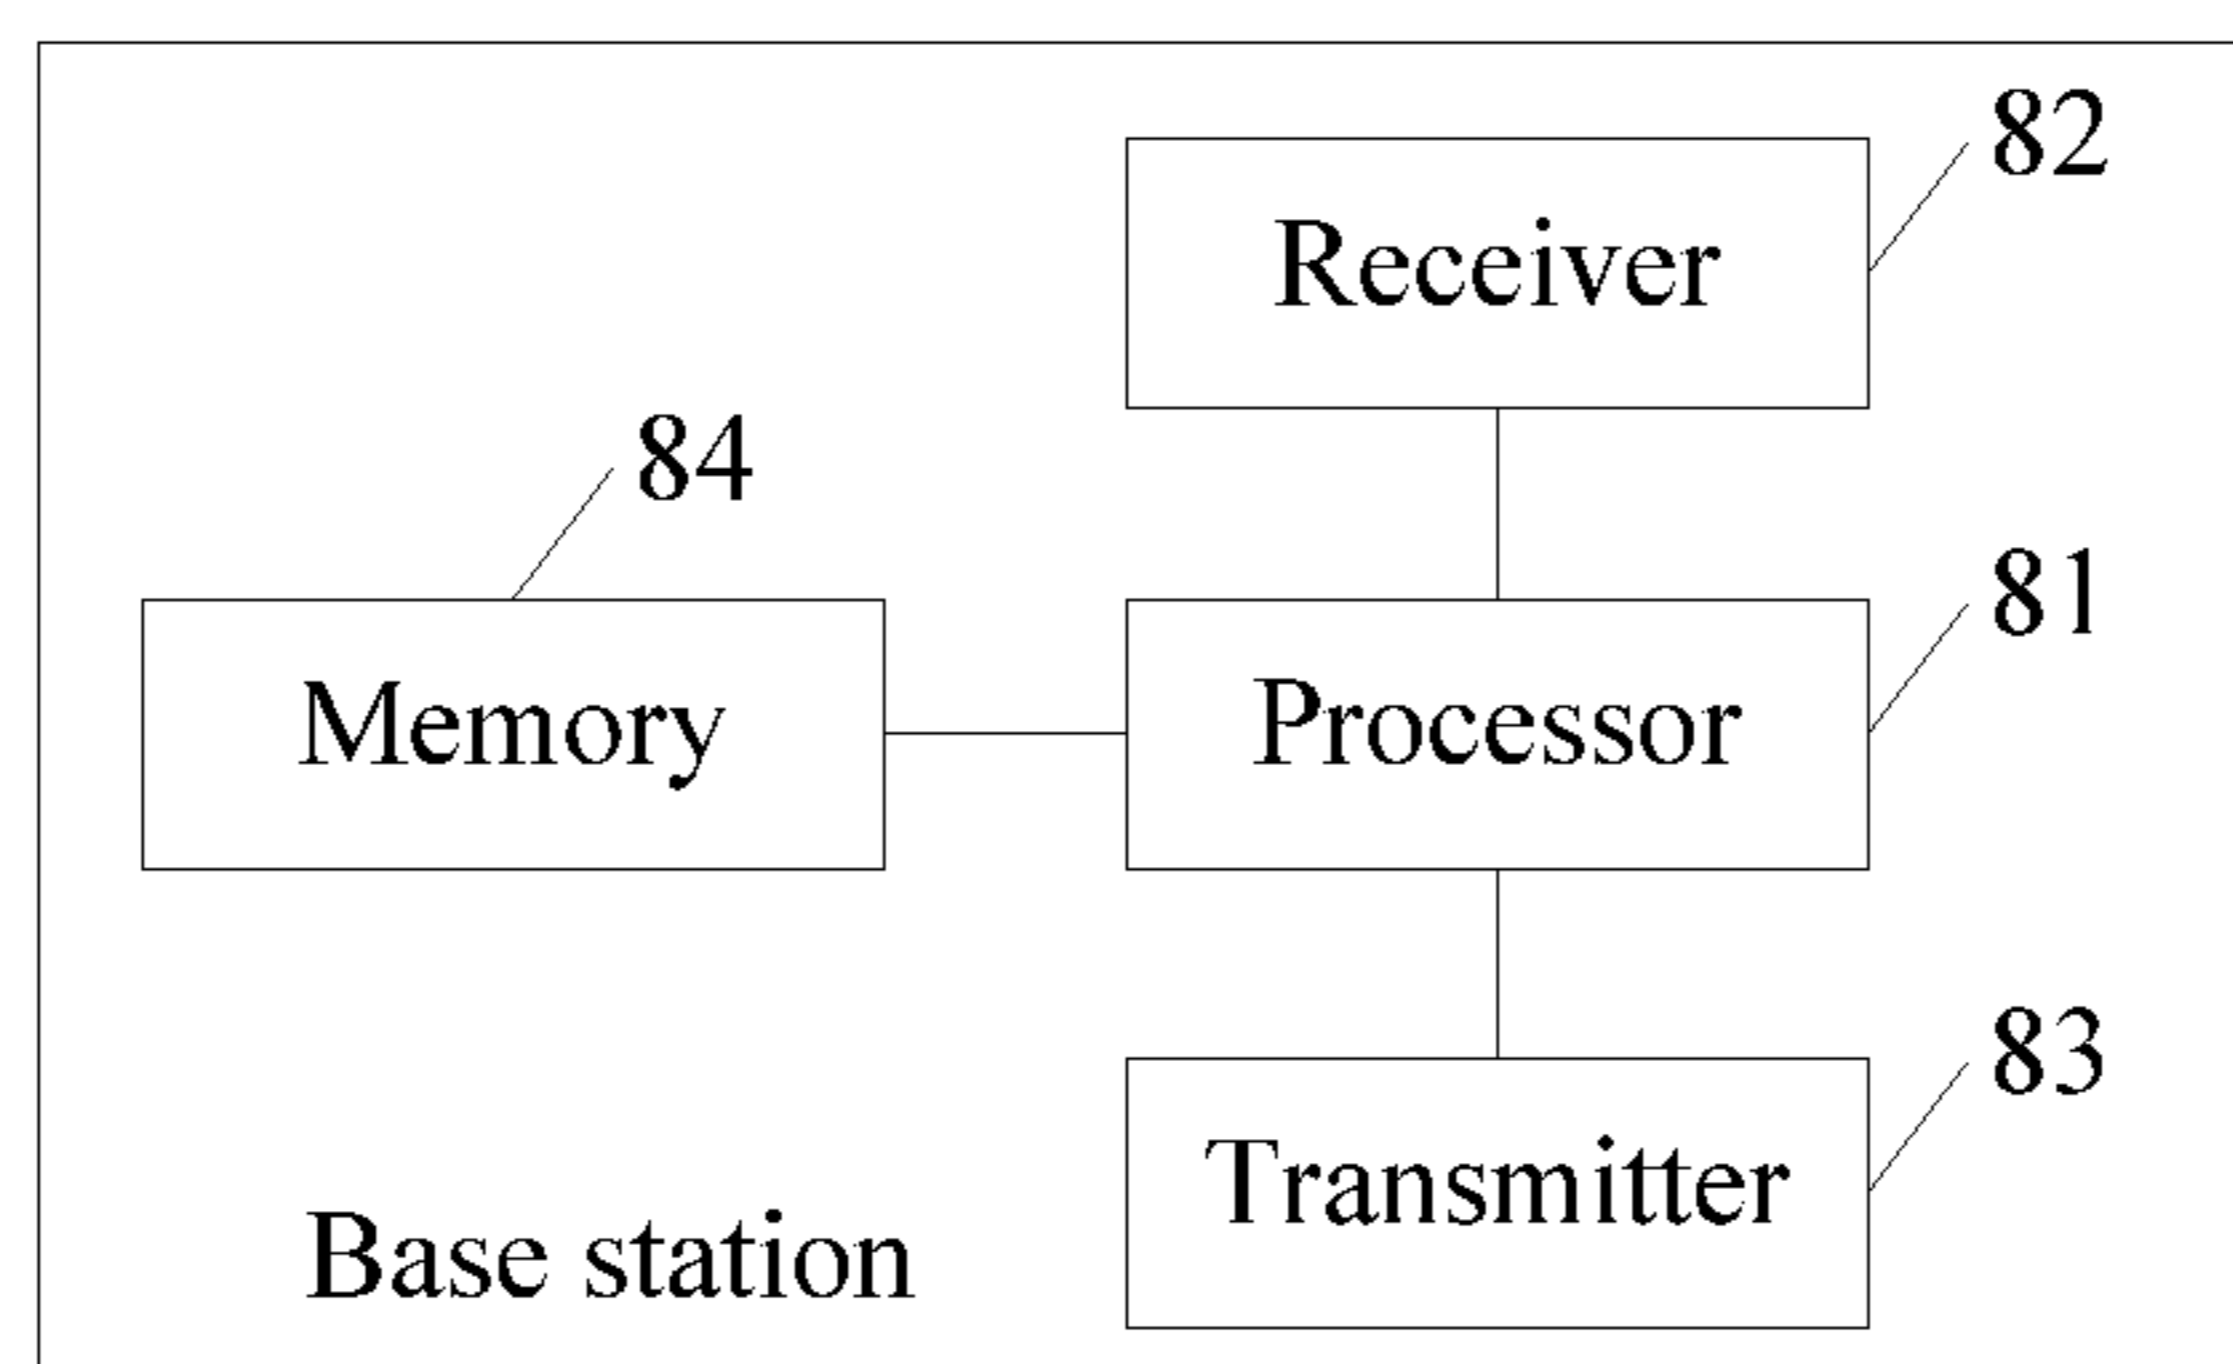 82
Receiver
84
81
Memory
Processor
83
Transmitter
Base station